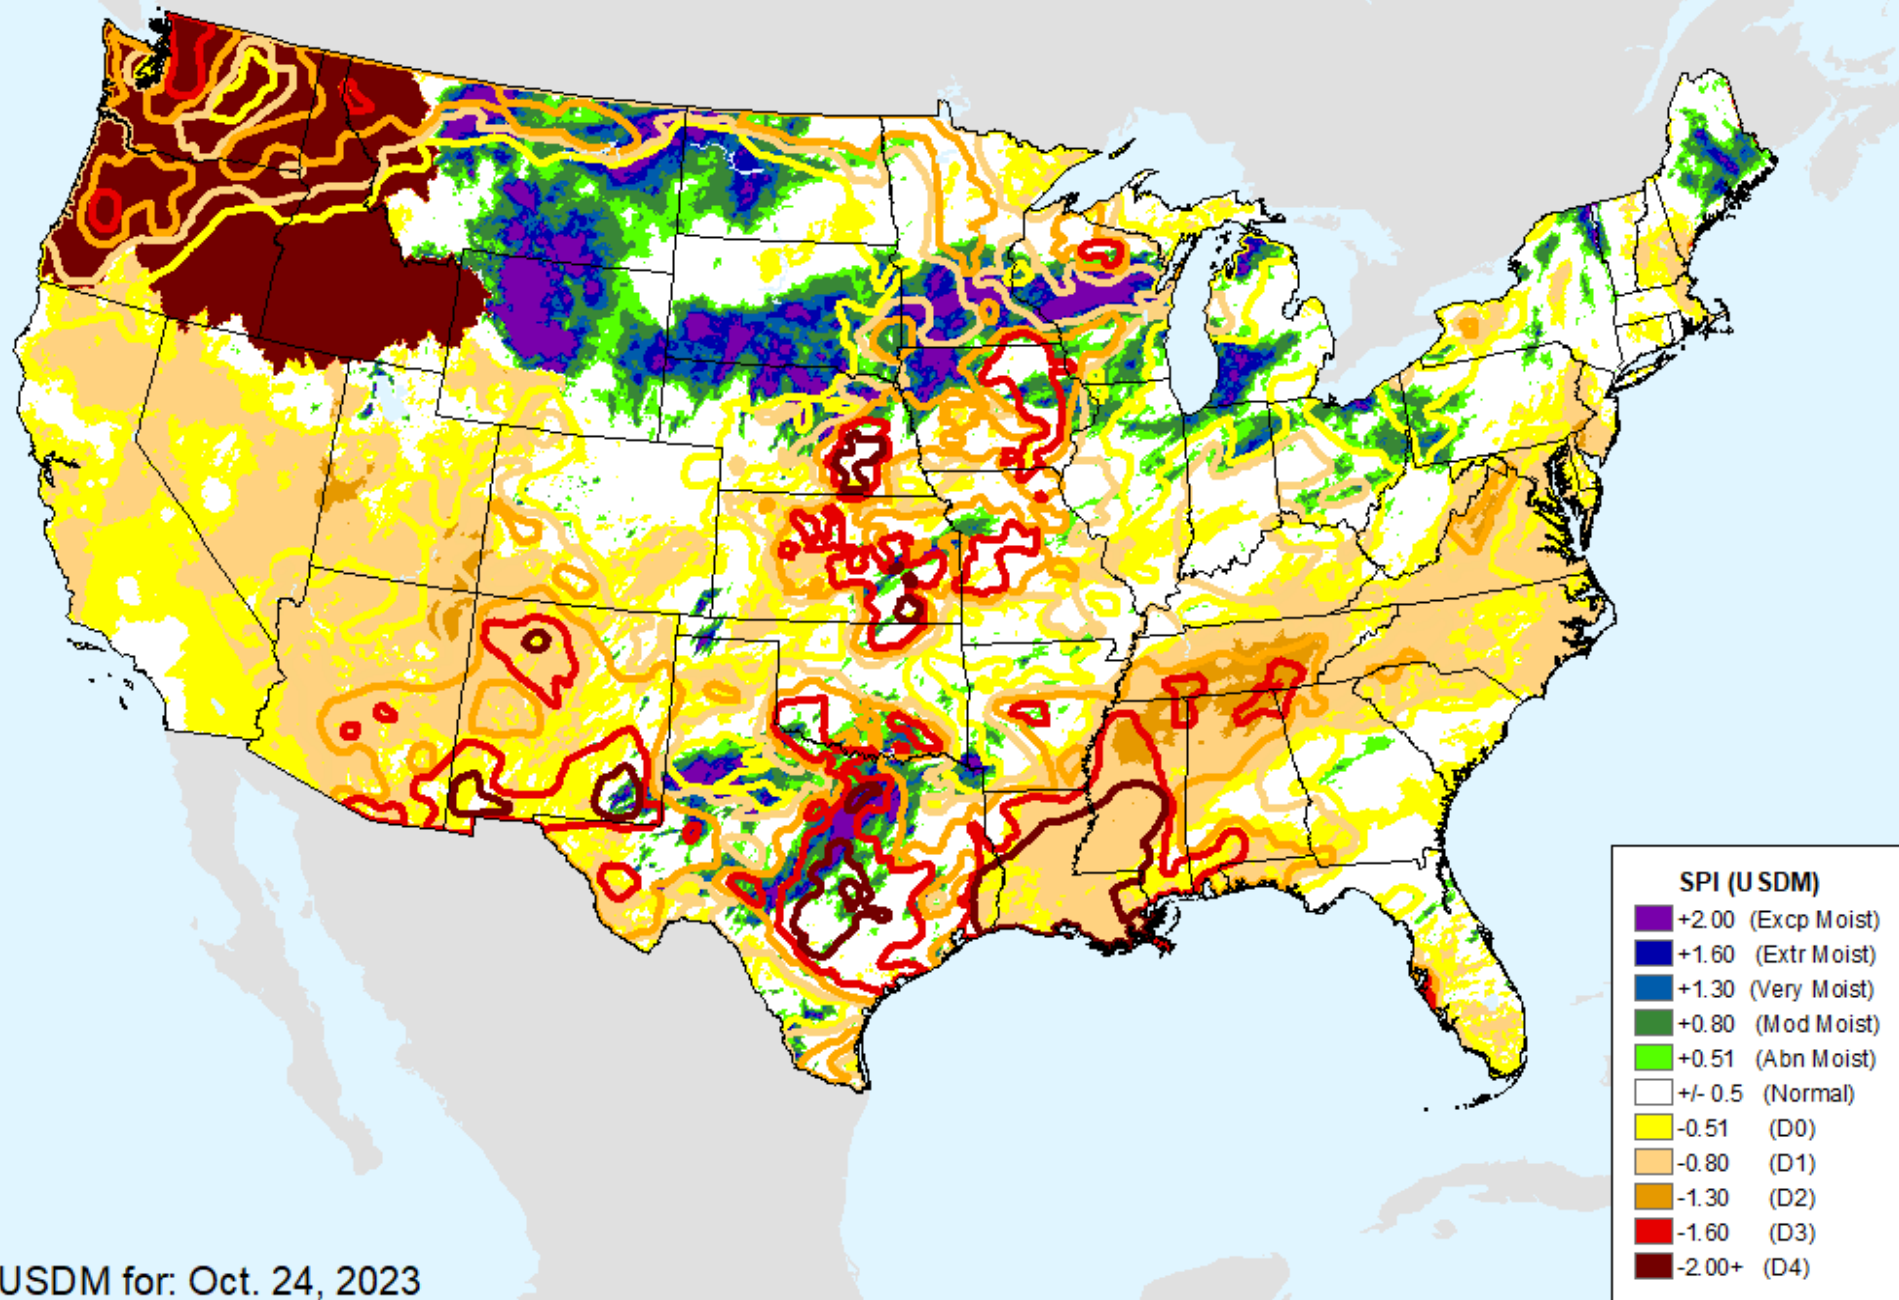 SPI (USDM)
+2.00 (Excp Moist)
+1.60 (Extr Moist)
+1.30 (Very Moist)
+0.80 (Mod Moist)
+0.51 (Abn Moist)
+/- 0.5 (Normal)
-0.51 (D0)
-0.80 (D1)
-1.30 (D2)
-1.60 (D3)
-2.00+ (D4)
USDM for: Oct. 24, 2023